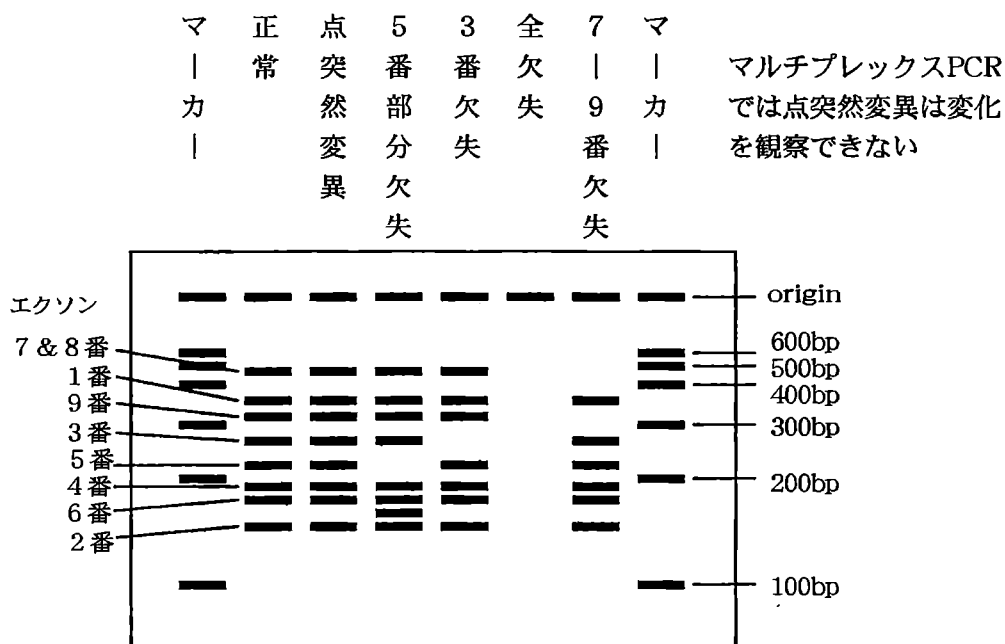 マーカー
正常
点突然変異
5番部分欠失
3番欠失
全欠失
7ー9番欠失
マーカー
マルチプレックスPCR
では点突然変異は変化
を観察できない
エクソン
7&8番
1番
9番
3番
5番
4番
6番
2番
origin
600bp
500bp
400bp
300bp
200bp
100bp